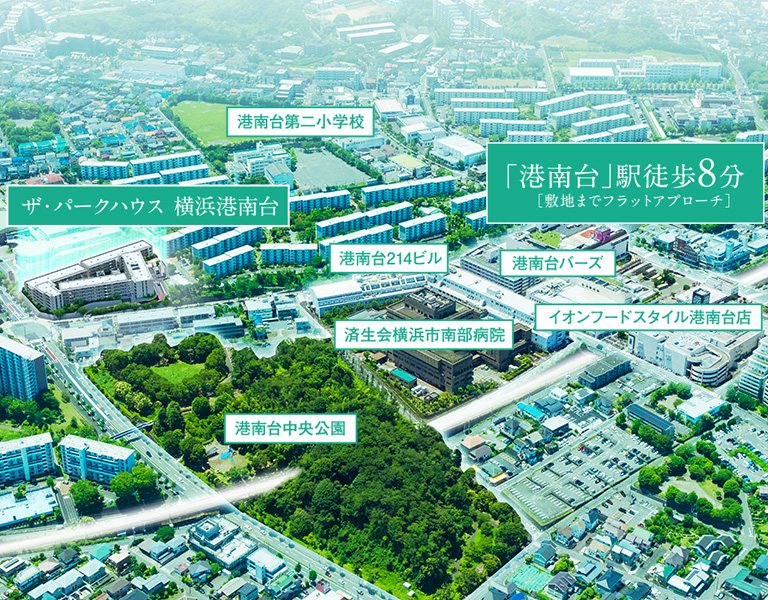 港南台第二小学校
「港南台」駅徒歩8分
[敷地までフラットアプローチ]
ザ・パークハウス 横浜港南台
港南台214ビル
港南台バーズ
イオンフードスタイル港南台店
済生会横浜市南部病院
港南台中央公園